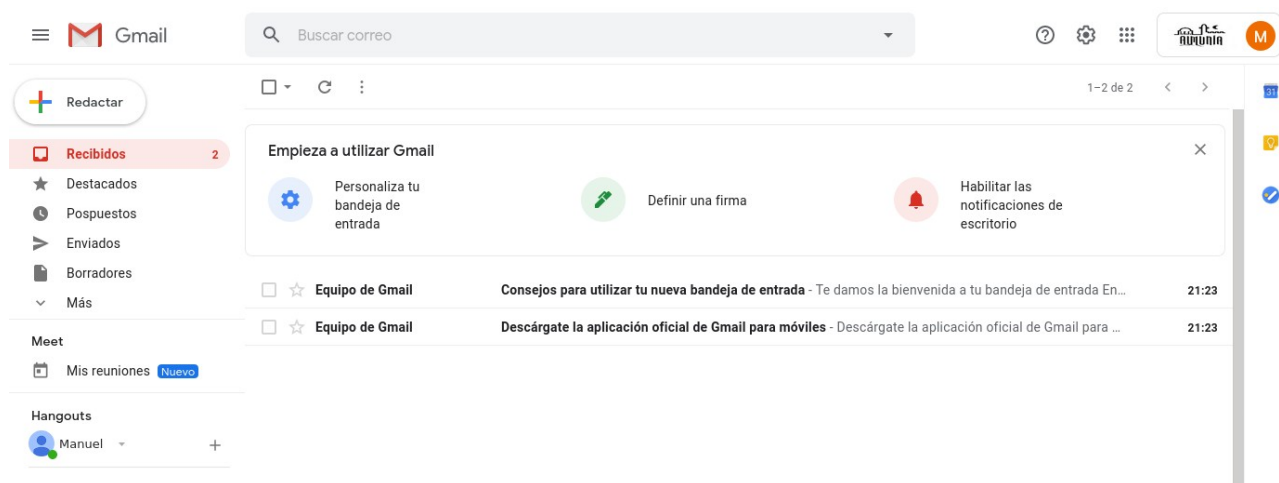 Gmail
Buscar correo
M
Redactar
1–2 de 2
31
Recibidos 2
Destacados
Pospuestos
Enviados
Borradores
Más
Meet
Mis reuniones Nuevo
Hangouts
Manuel
Empieza a utilizar Gmail
Personaliza tu
bandeja de
entrada
Definir una firma
Habilitar las
notificaciones de
escritorio
Equipo de Gmail Consejos para utilizar tu nueva bandeja de entrada - Te damos la bienvenida a tu bandeja de entrada En… 21:23
Equipo de Gmail Descárgate la aplicación oficial de Gmail para móviles - Descárgate la aplicación oficial de Gmail para … 21:23